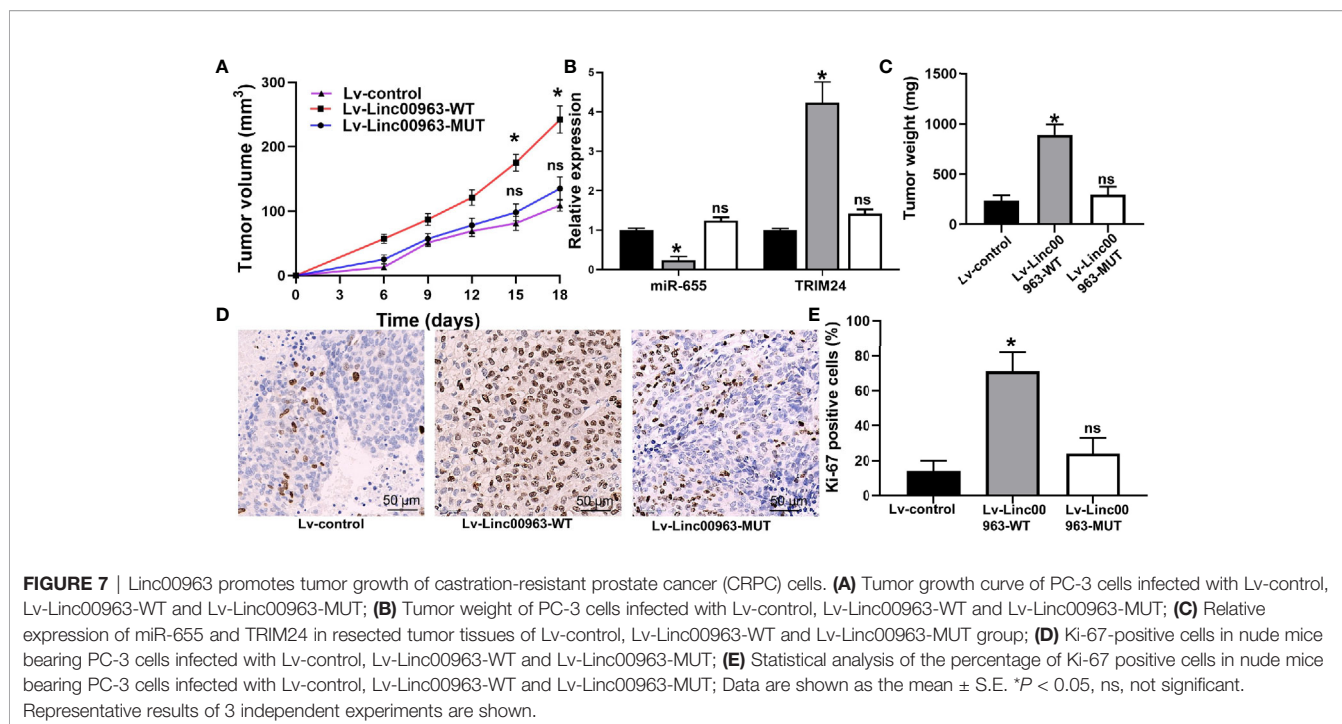 A
Tumor volume (mm3)
300
200
100
0
0 3 6 9 12 15 18
Time (days)
Lv-control
Lv-Linc00963-WT
Lv-Linc00963-MUT
*
*
ns
ns
B
Relative expression
5
4
3
2
1
0
*
ns
*
ns
miR-655 TRIM24
C
Tumor weight (mg)
1500
1000
500
0
*
ns
Lv-control
Lv-Linc00
963-WT
Lv-Linc00
963-MUT
D
50 μm
50 μm
50 μm
Lv-control
Lv-Linc00963-WT
Lv-Linc00963-MUT
E
Ki-67 positive cells (%)
100
80
60
40
20
0
*
ns
Lv-control
Lv-Linc00
963-WT
Lv-Linc00
963-MUT
FIGURE 7 | Linc00963 promotes tumor growth of castration-resistant prostate cancer (CRPC) cells. (A) Tumor growth curve of PC-3 cells infected with Lv-control,
Lv-Linc00963-WT and Lv-Linc00963-MUT; (B) Tumor weight of PC-3 cells infected with Lv-control, Lv-Linc00963-WT and Lv-Linc00963-MUT; (C) Relative
expression of miR-655 and TRIM24 in resected tumor tissues of Lv-control, Lv-Linc00963-WT and Lv-Linc00963-MUT group; (D) Ki-67-positive cells in nude mice
bearing PC-3 cells infected with Lv-control, Lv-Linc00963-WT and Lv-Linc00963-MUT; (E) Statistical analysis of the percentage of Ki-67 positive cells in nude mice
bearing PC-3 cells infected with Lv-control, Lv-Linc00963-WT and Lv-Linc00963-MUT; Data are shown as the mean ± S.E. *P < 0.05, ns, not significant.
Representative results of 3 independent experiments are shown.